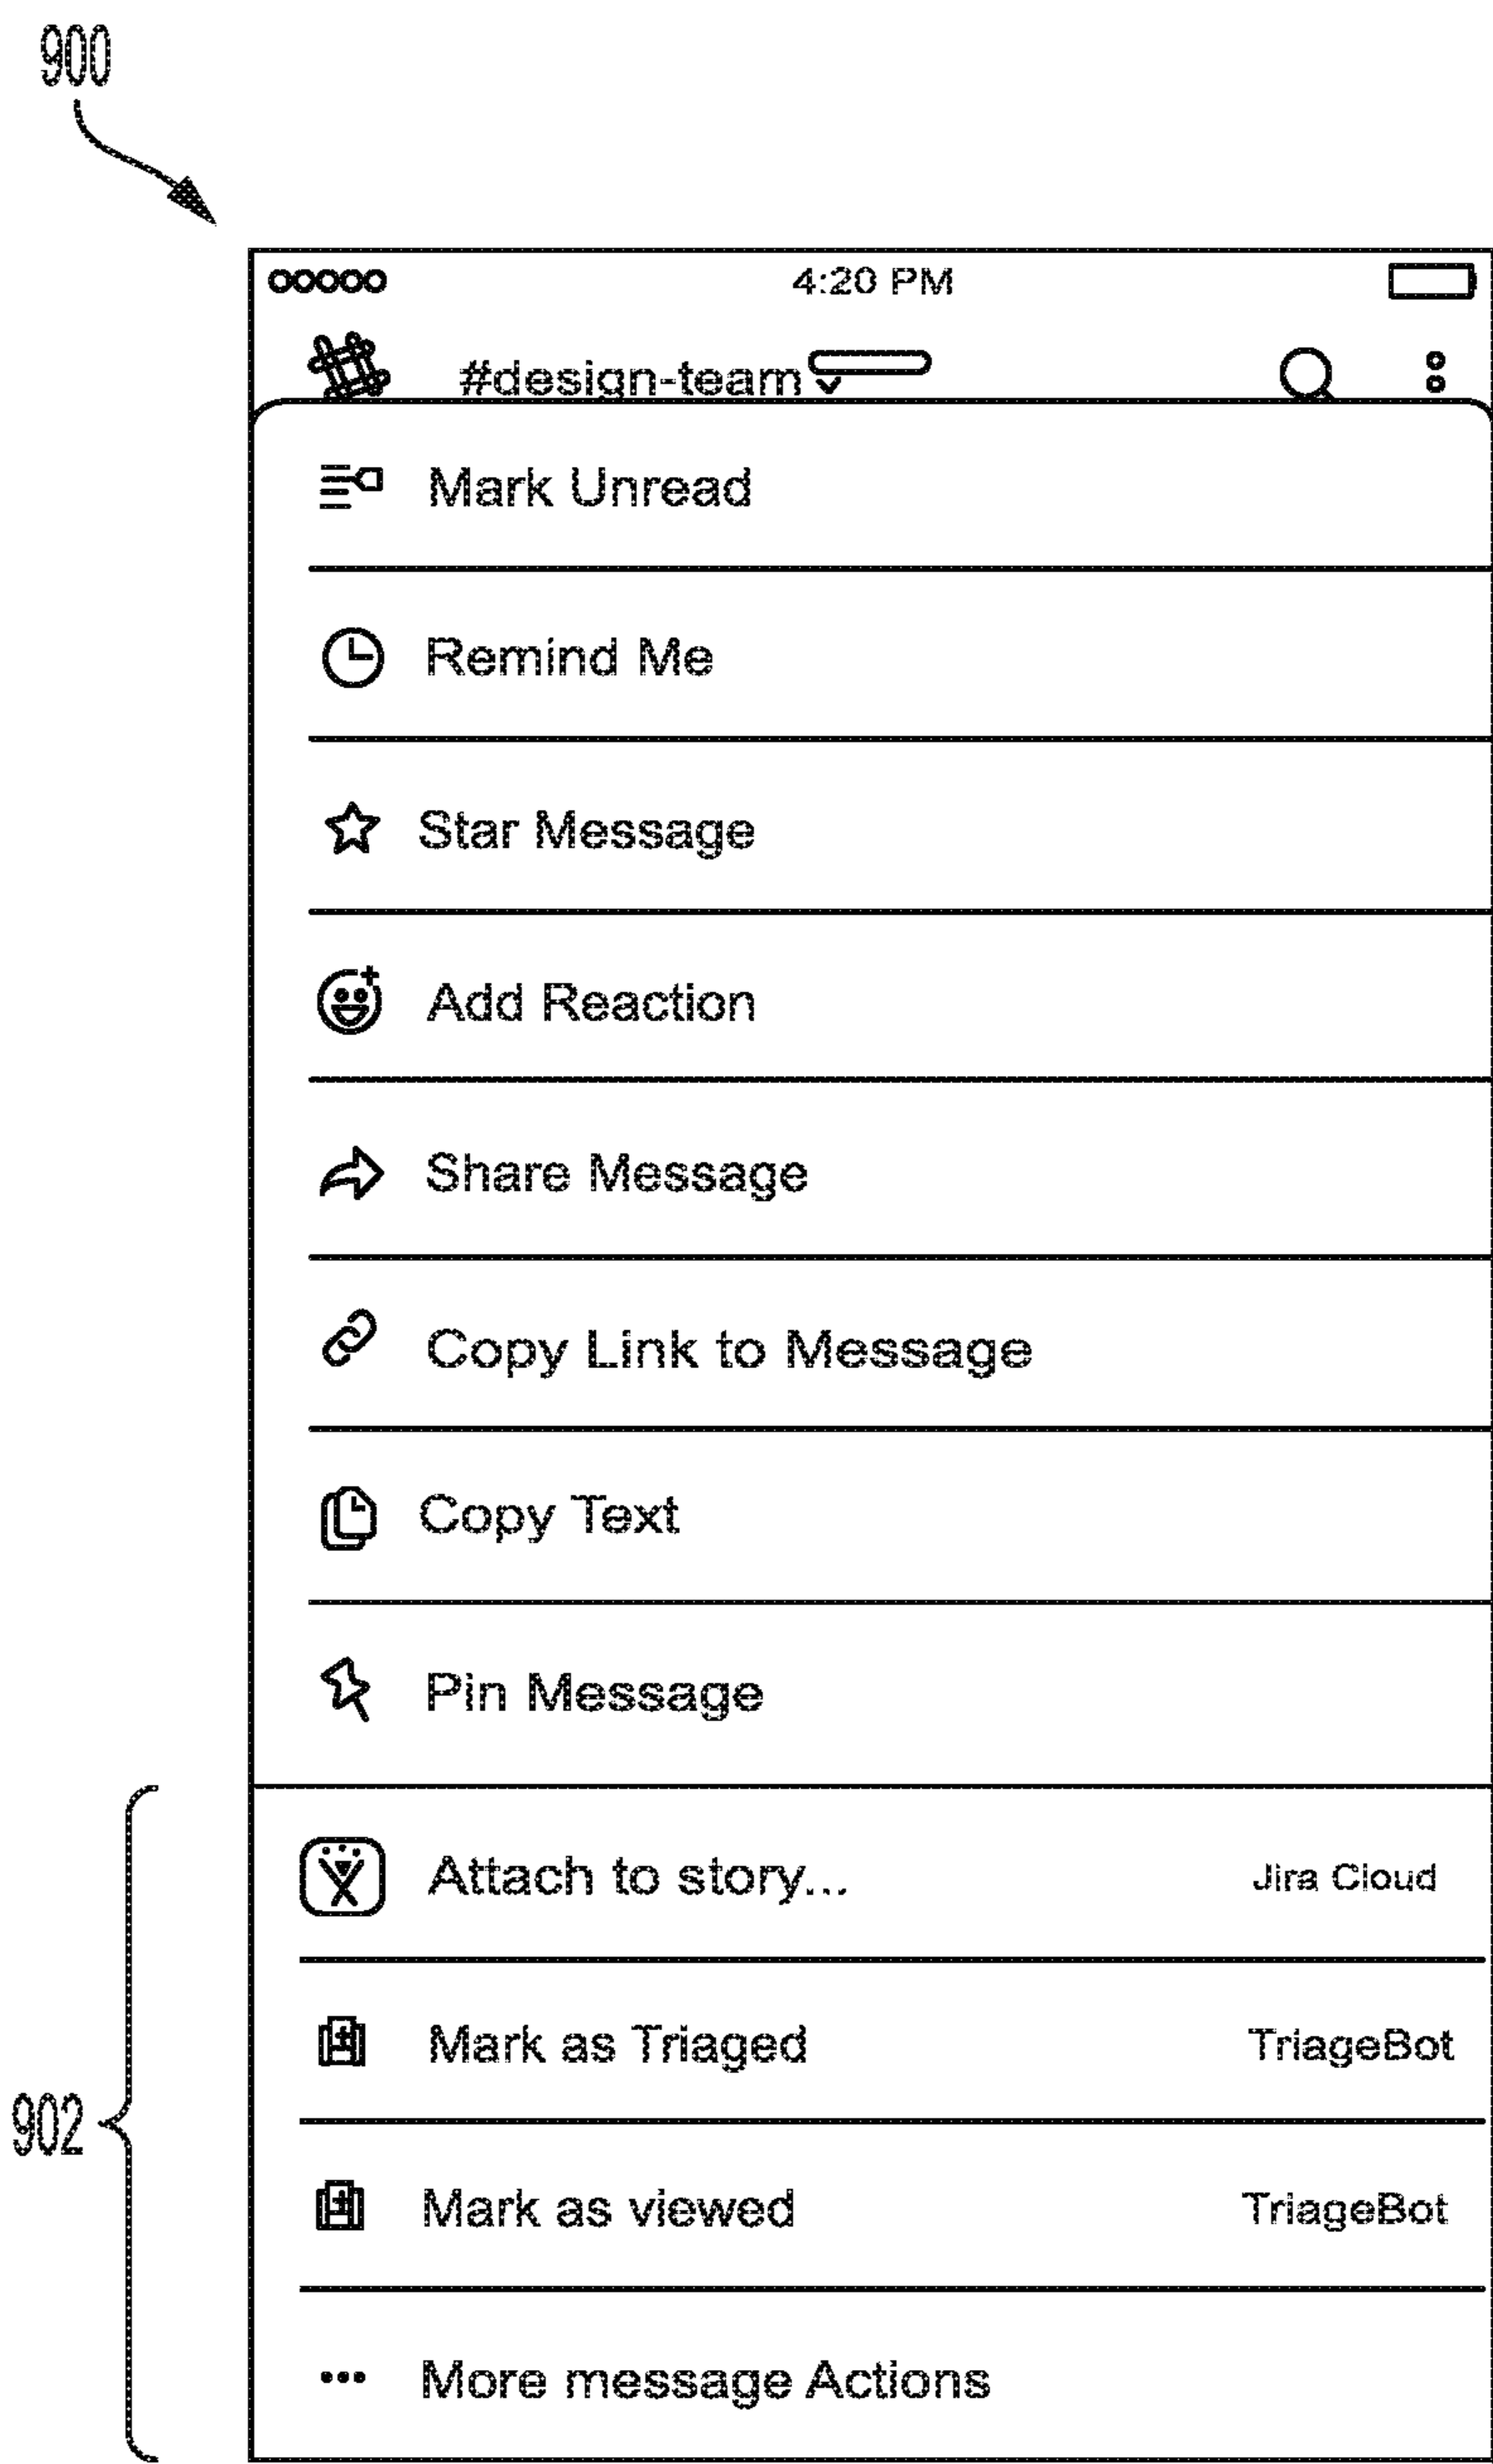 900
4:20 PM
#design-team
Mark Unread
Remind Me
Star Message
Add Reaction
Share Message
Copy Link to Message
Copy Text
Pin Message
Attach to story... Jira Cloud
Mark as Triaged TriageBot
902
Mark as viewed TriageBot
More message Actions